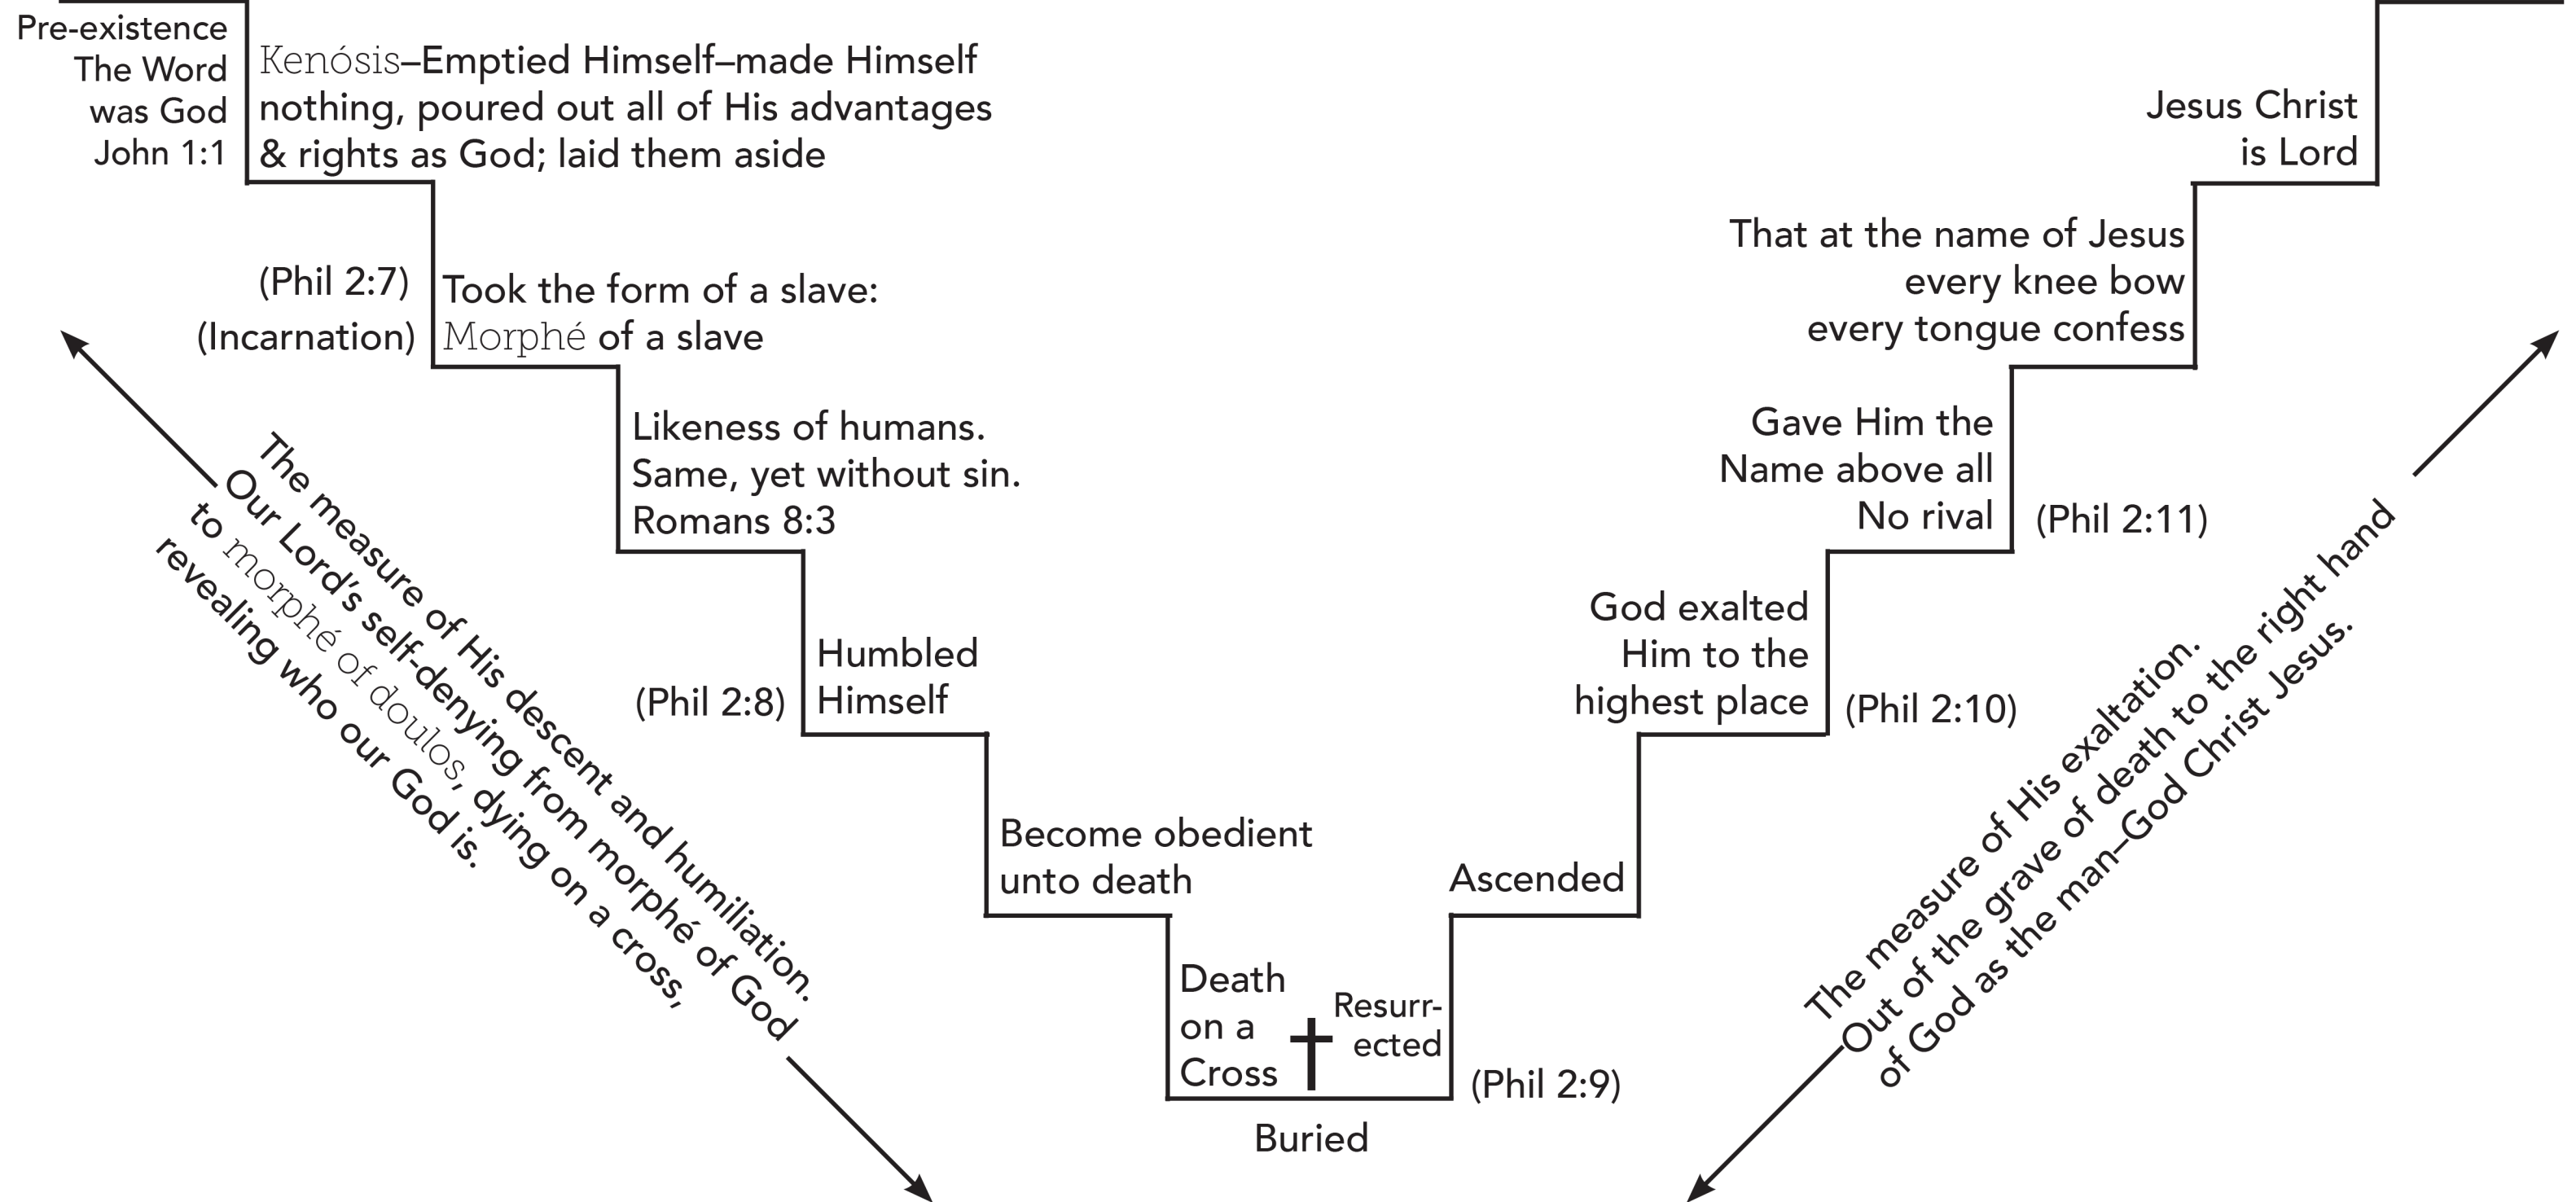 Pre-existence
The Word
was God
John 1:1
Kenósis–Emptied Himself–made Himself
nothing, poured out all of His advantages
& rights as God; laid them aside
(Phil 2:7)
(Incarnation)
Took the form of a slave:
Morphé of a slave
Likeness of humans.
Same, yet without sin.
Romans 8:3
(Phil 2:8)
Humbled
Himself
Become obedient
unto death
Death
on a
Cross
Buried
Resurr-
ected
(Phil 2:9)
Ascended
God exalted
Him to the
highest place
(Phil 2:10)
Gave Him the
Name above all
No rival
(Phil 2:11)
That at the name of Jesus
every knee bow
every tongue confess
Jesus Christ
is Lord
The measure of His descent and humiliation.
Our Lord's self-denying from morphé of God
to morphé of doulos, dying on a cross,
revealing who our God is.
The measure of His exaltation.
Out of the grave of death to the right hand
of God as the man–God Christ Jesus.